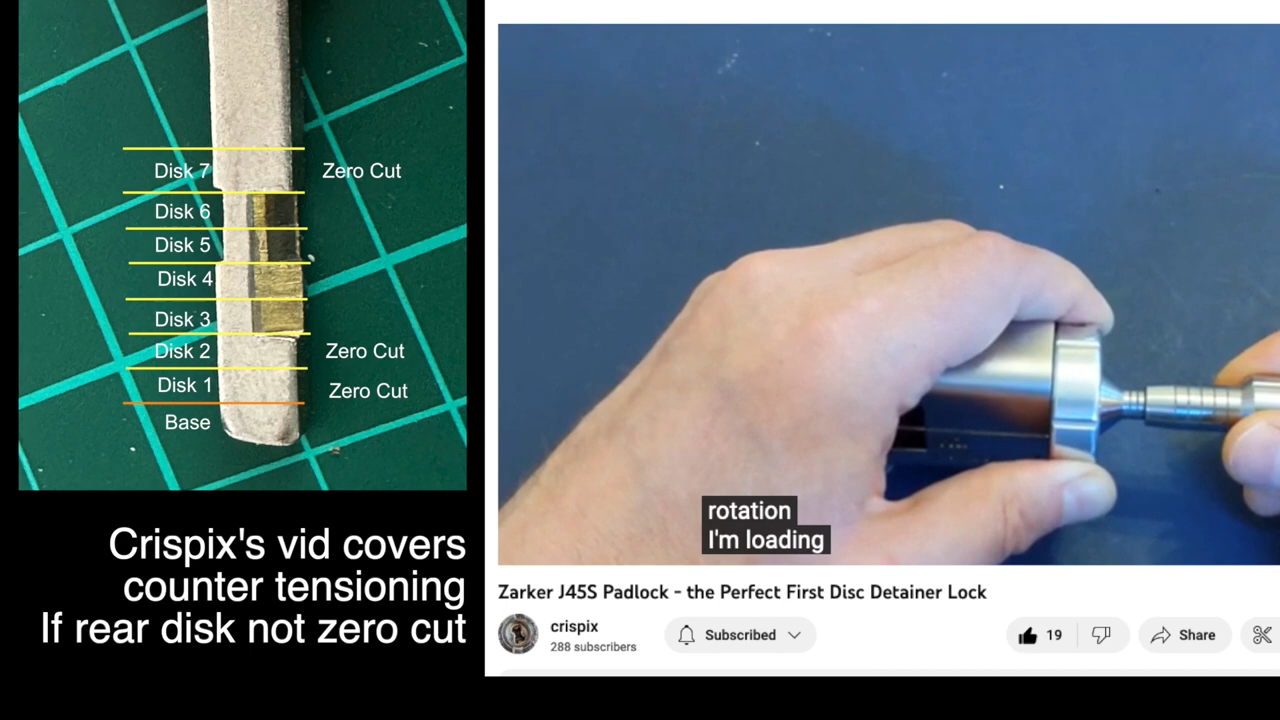 Disk 7 Zero Cut
Disk 6
Disk 5
Disk 4
Disk 3
Disk 2 Zero Cut
Disk 1 Zero Cut
Base
Crispix's vid covers
counter tensioning
If rear disk not zero cut
rotation
I'm loading
Zarker J45S Padlock - the Perfect First Disc Detainer Lock
crispix
288 subscribers
Subscribed
19
Share